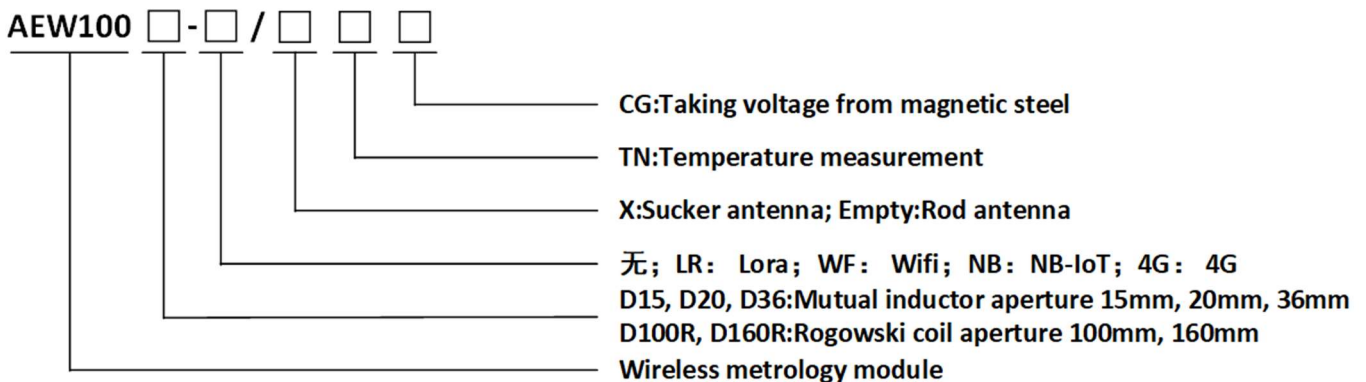 AEW100 □-□/□ □ □
CG:Taking voltage from magnetic steel
TN:Temperature measurement
X:Sucker antenna; Empty:Rod antenna
无；LR： Lora；WF： Wifi；NB：NB-IoT；4G： 4G
D15, D20, D36:Mutual inductor aperture 15mm, 20mm, 36mm
D100R, D160R:Rogowski coil aperture 100mm, 160mm
Wireless metrology module